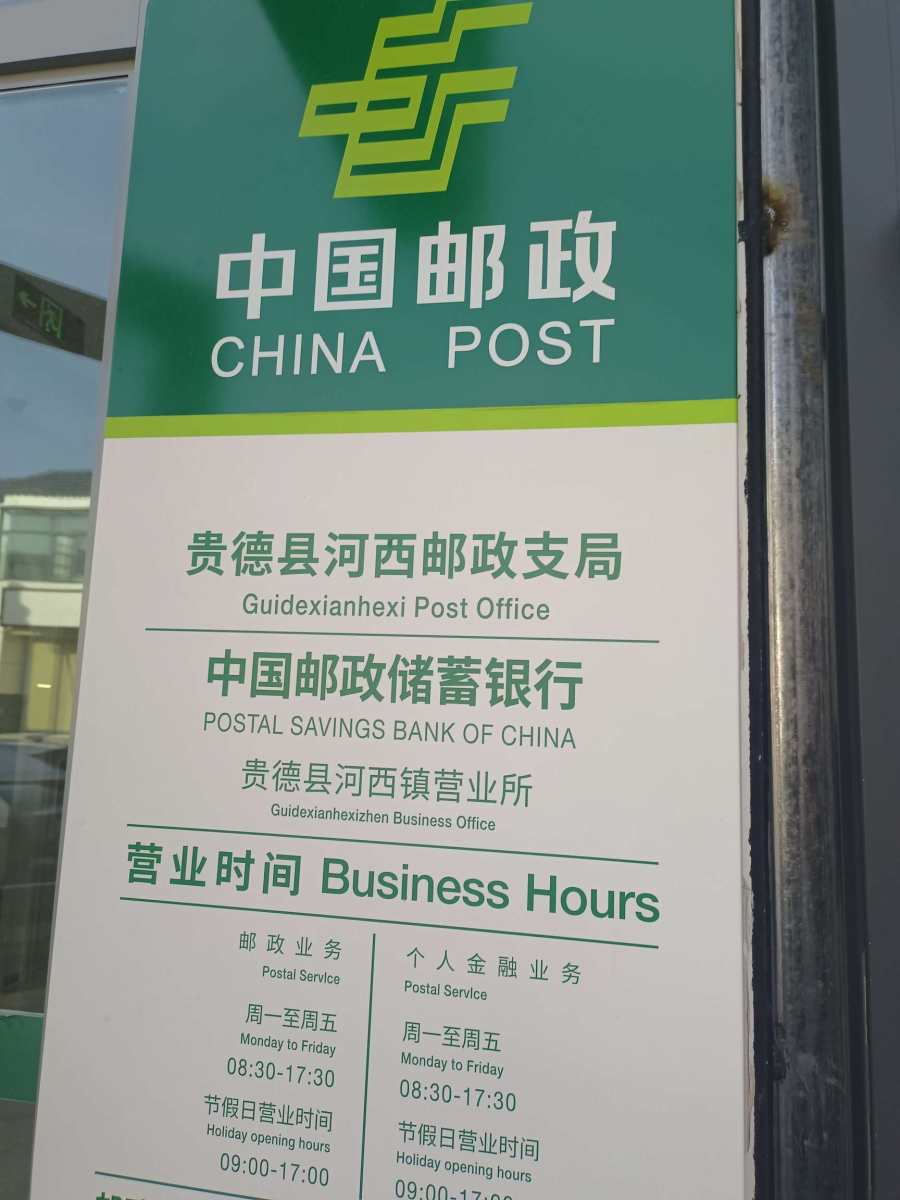 中国邮政
CHINA POST
贵德县河西邮政支局
Guidexianhexi Post Office
中国邮政储蓄银行
POSTAL SAVINGS BANK OF CHINA
贵德县河西镇营业所
Guidexianhexizhen Business Office
营业时间 Business Hours
邮政业务
Postal ServIce
周一至周五
Monday to Friday
08:30-17:30
节假日营业时间
Holiday opening hours
09:00-17:00
个人金融业务
Postal ServIce
周一至周五
Monday to Friday
08:30-17:30
节假日营业时间
Holiday opening hours
09:00-17:00